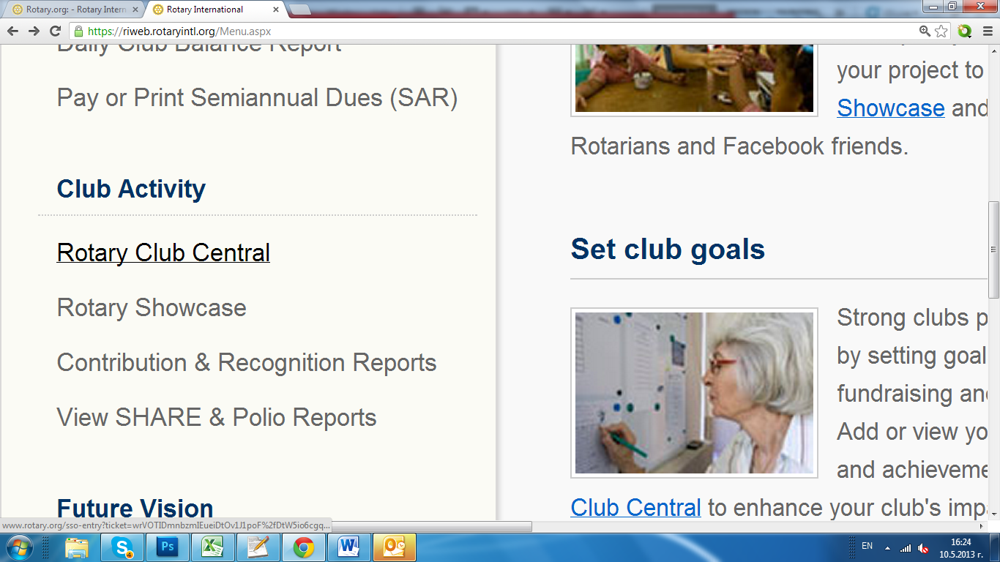 Rotary.org: - Rotary Intern
Rotary International
https://riweb.rotaryintl.org/Menu.aspx
Daily Club Balance Report
Pay or Print Semiannual Dues (SAR)
Club Activity
Rotary Club Central
Rotary Showcase
Contribution & Recognition Reports
View SHARE & Polio Reports
Future Vision
your project to
Showcase and
Rotarians and Facebook friends.
Set club goals
Strong clubs p
by setting goal
fundraising and
Add or view yo
and achieveme
Club Central to enhance your club's impa
www.rotary.org/sso-entry?ticket=wrVOTIDmnbzmIEueiDtOv1J1poF%2fDtW5io6cgq...
S 4
Ps
W
EN
16:24
10.5.2013 г.